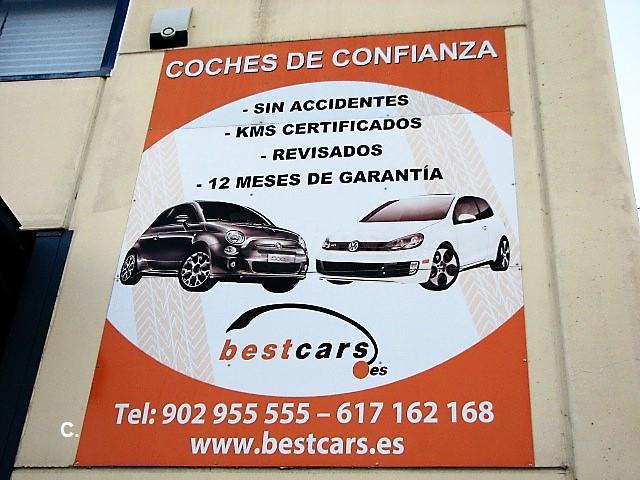 COCHES DE CONFIANZA
- SIN ACCIDENTES
- KMS CERTIFICADOS
- REVISADOS
- 12 MESES DE GARANTÍA
bestcars
es
Tel: 902 955 555 – 617 162 168
www.bestcars.es
C.